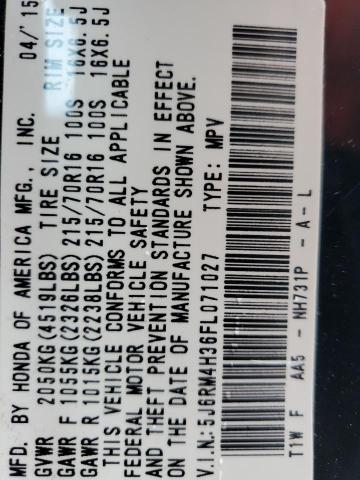 MFD. BY HONDA OF AMERICA MFG., INC. 04/'15
GVWR 2050KG(4519LBS) TIRE SIZE RIM SIZE
GAWR F 1055KG(2326LBS)215/70R16 100S 16X6.5J
GAWR R 1015KG(2238LBS)215/70R16 100S 16X6.5J
THIS VEHICLE CONFORMS TO ALL APPLICABLE
FEDERAL MOTOR VEHICLE SAFETY
AND THEFT PREVENTION STANDARDS IN EFFECT
ON THE DATE OF MANUFACTURE SHOWN ABOVE.
V.I.N:5J6RM4H36FL071027 TYPE: MPV
T1W F AA5- NH731P - A - L